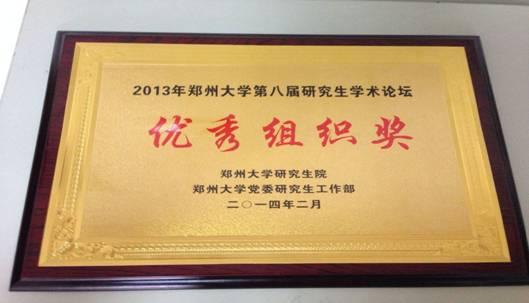 2013年郑州大学第八届研究生学术论坛
优秀组织奖
郑州大学研究生院
郑州大学党委研究生工作部
二〇一四年二月